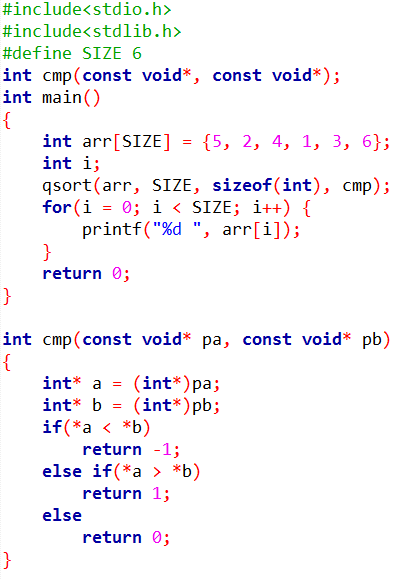 #include<stdio.h>
#include<stdlib.h>
#define SIZE 6
int cmp(const void*, const void*);
int main()
{
    int arr[SIZE] = {5, 2, 4, 1, 3, 6};
    int i;
    qsort(arr, SIZE, sizeof(int), cmp);
    for(i = 0; i < SIZE; i++) {
        printf("%d ", arr[i]);
    }
    return 0;
}

int cmp(const void* pa, const void* pb)
{
    int* a = (int*)pa;
    int* b = (int*)pb;
    if(*a < *b)
        return -1;
    else if(*a > *b)
        return 1;
    else
        return 0;
}